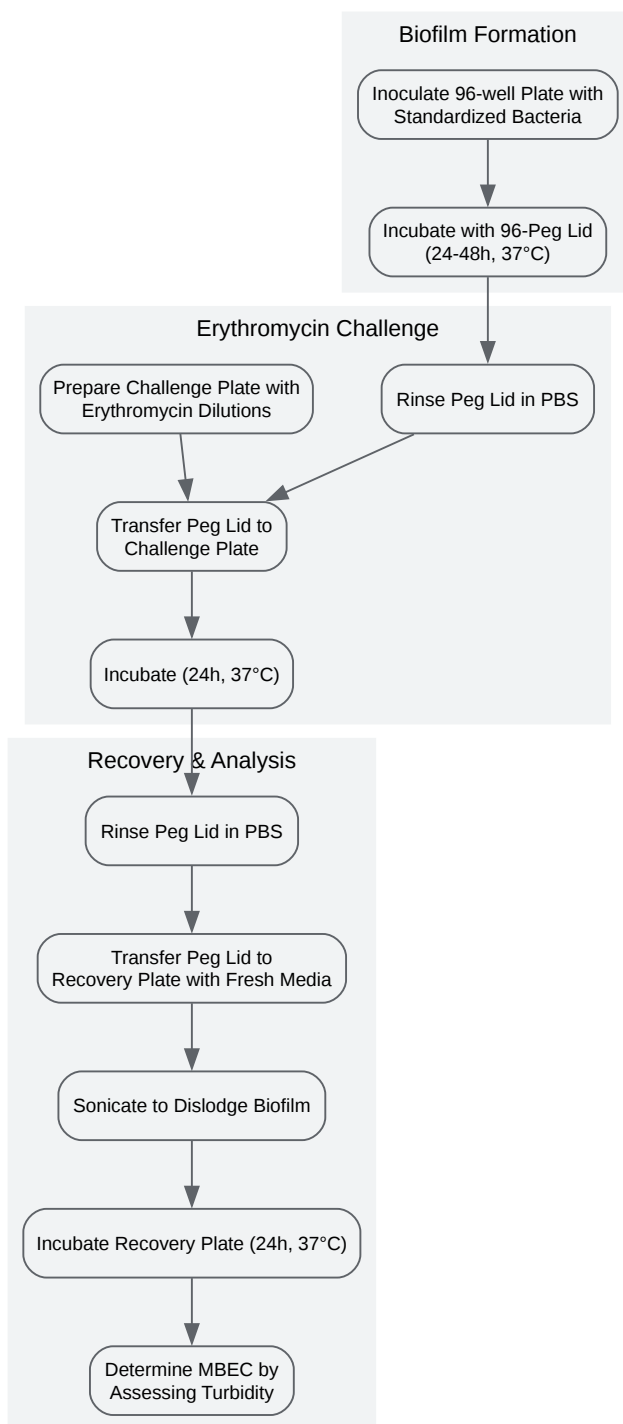 Biofilm Formation
Inoculate 96-well Plate with
Standardized Bacteria
Incubate with 96-Peg Lid
(24-48h, 37°C)
Erythromycin Challenge
Prepare Challenge Plate with
Erythromycin Dilutions
Rinse Peg Lid in PBS
Transfer Peg Lid to
Challenge Plate
Incubate (24h, 37°C)
Recovery & Analysis
Rinse Peg Lid in PBS
Transfer Peg Lid to
Recovery Plate with Fresh Media
Sonicate to Dislodge Biofilm
Incubate Recovery Plate (24h, 37°C)
Determine MBEC by
Assessing Turbidity